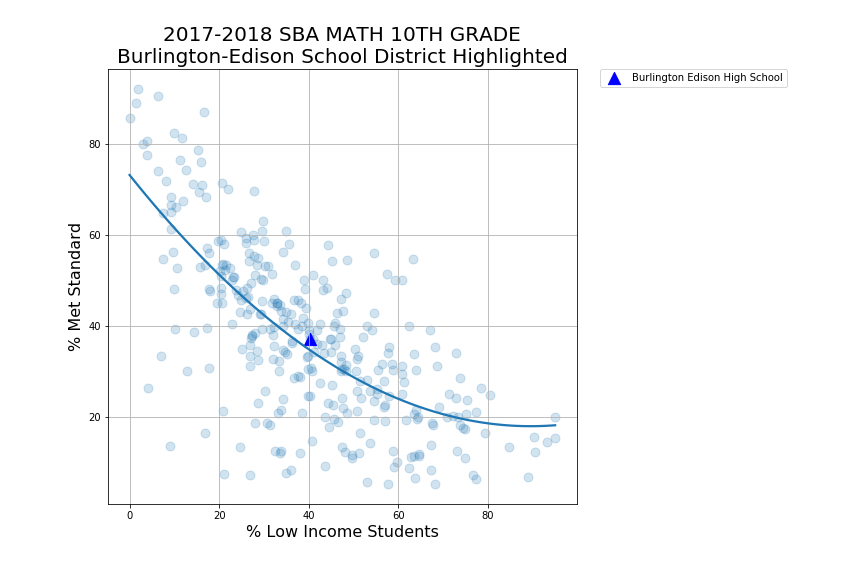 2017-2018 SBA MATH 10TH GRADE
Burlington-Edison School District Highlighted
Burlington Edison High School
% Met Standard
80
60
40
20
0
20
40
60
80
% Low Income Students